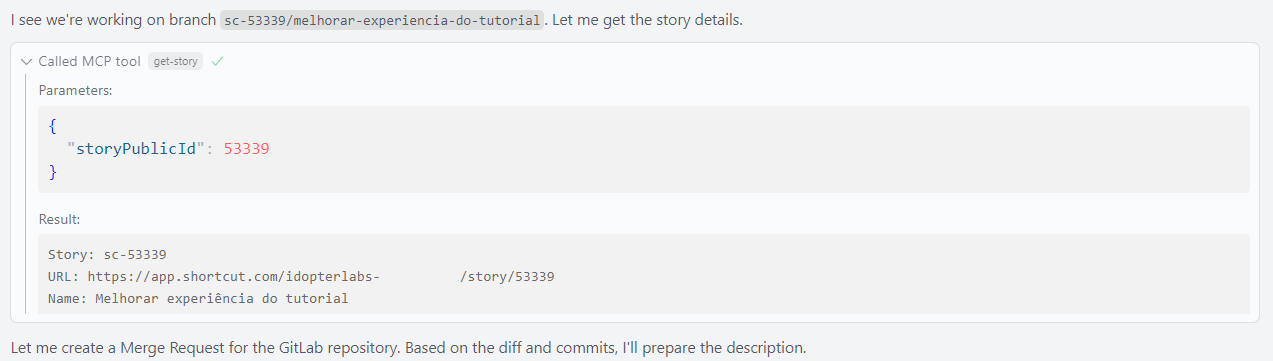 I see we're working on branch sc-53339/melhorar-experiencia-do-tutorial. Let me get the story details.
Called MCP tool get-story
Parameters:
{
"storyPublicId": 53339
}
Result:
Story: sc-53339
URL: https://app.shortcut.com/idopterlabs- /story/53339
Name: Melhorar experiência do tutorial
Let me create a Merge Request for the GitLab repository. Based on the diff and commits, I'll prepare the description.